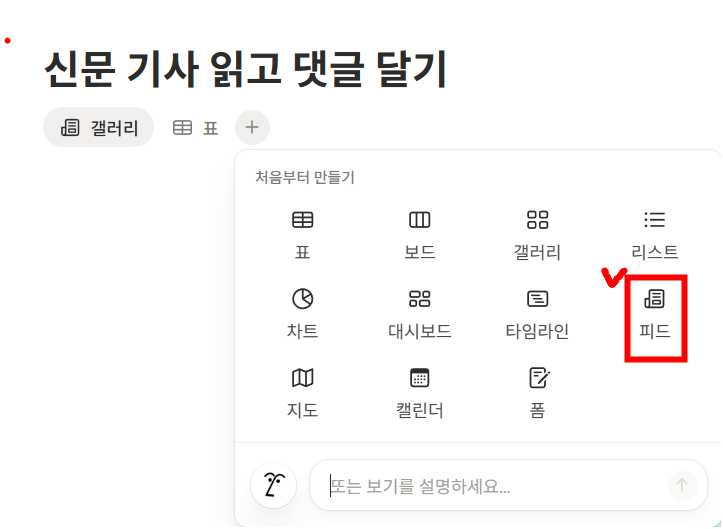 신문 기사 읽고 댓글 달기
갤러리 표
처음부터 만들기
표 보드 갤러리 리스트
차트 대시보드 타임라인 피드
지도 캘린더 폼
또는 보기를 설명하세요...